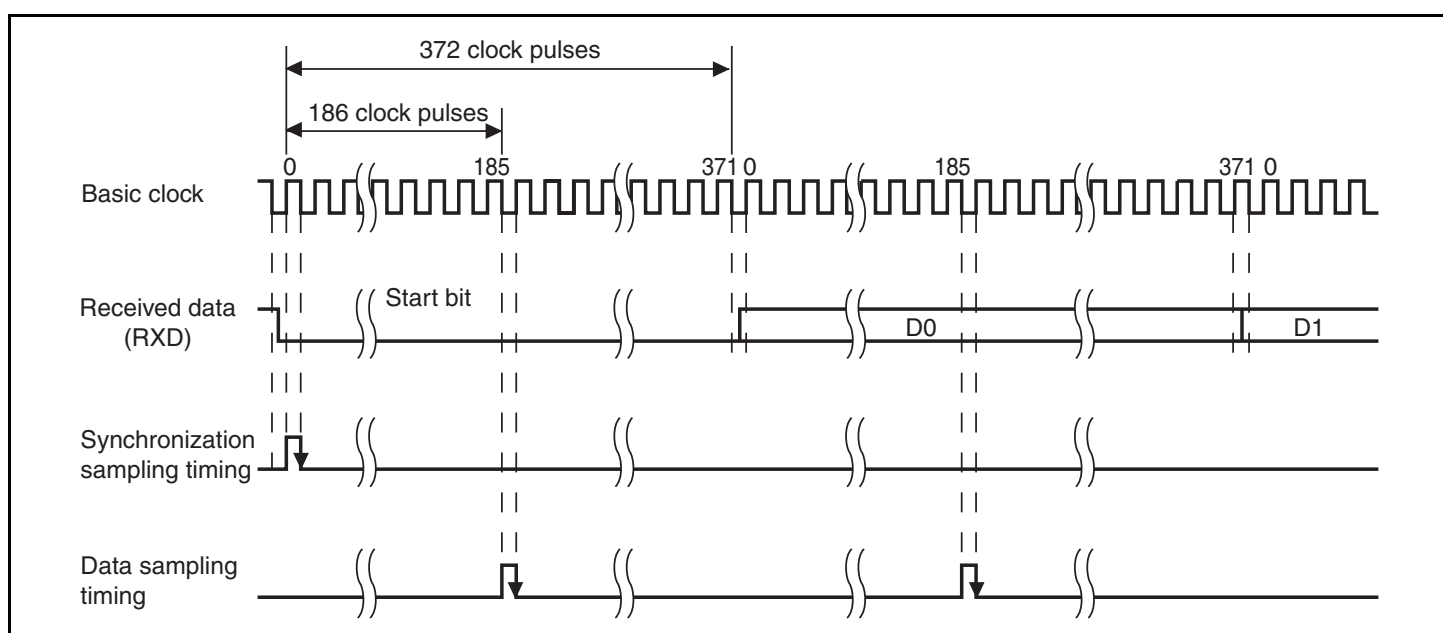 372 clock pulses
186 clock pulses
0 185 371 0 185 371 0
Basic clock
Received data
(RXD)
Start bit
D0
D1
Synchronization
sampling timing
Data sampling
timing